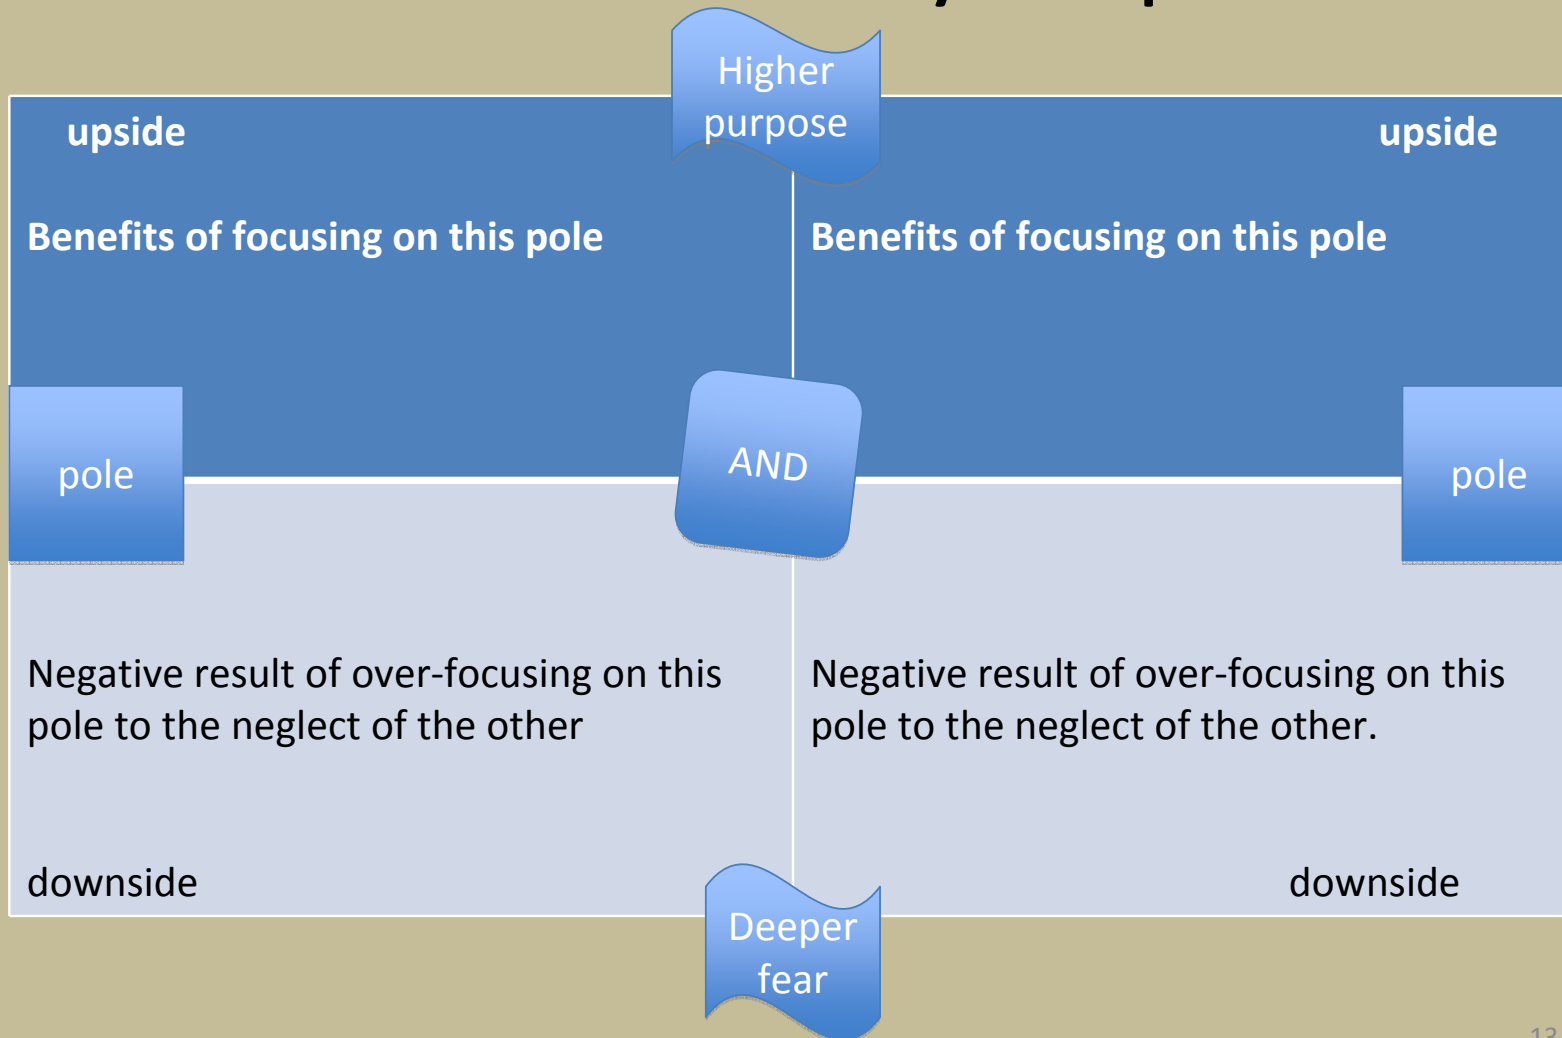 Higher
purpose
upside
upside
Benefits of focusing on this pole
Benefits of focusing on this pole
pole
AND
pole
Negative result of over-focusing on this
pole to the neglect of the other
Negative result of over-focusing on this
pole to the neglect of the other.
downside
downside
Deeper
fear
13